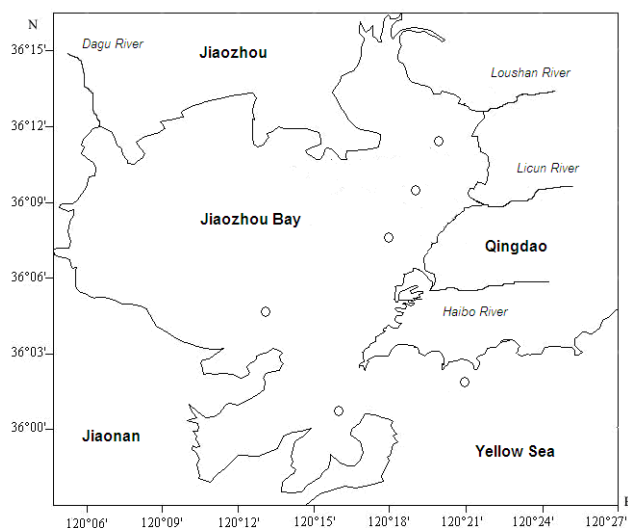 N
36°15'
Dagu River
Jiaozhou
Loushan River
36°12'
Licun River
36°09'
Jiaozhou Bay
Qingdao
36°06'
Haibo River
36°03'
36°00'
Jiaonan
Yellow Sea
E
120°06'
120°09'
120°12'
120°15'
120°18'
120°21'
120°24'
120°27'